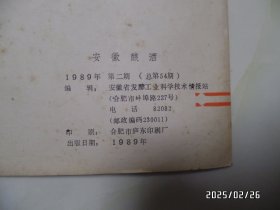 安徽酿酒
1989年 第二期 (总第54期)
编 辑: 安徽省发酵工业科学技术情报站
(合肥市蚌埠路227号)
电 话 82082
(邮政编码230011)
印 刷: 合肥市庐东印刷厂
出版日期: 1989年
2025/02/26